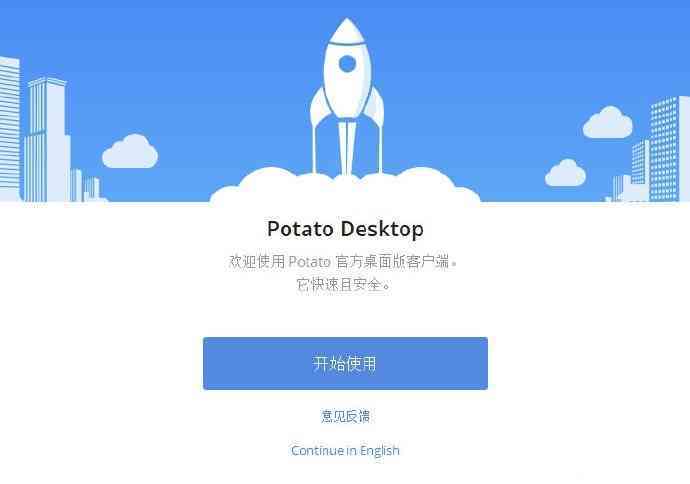 Potato Desktop
欢迎使用 Potato 官方桌面版客户端。
它快速且安全。
开始使用
意见反馈
Continue in English